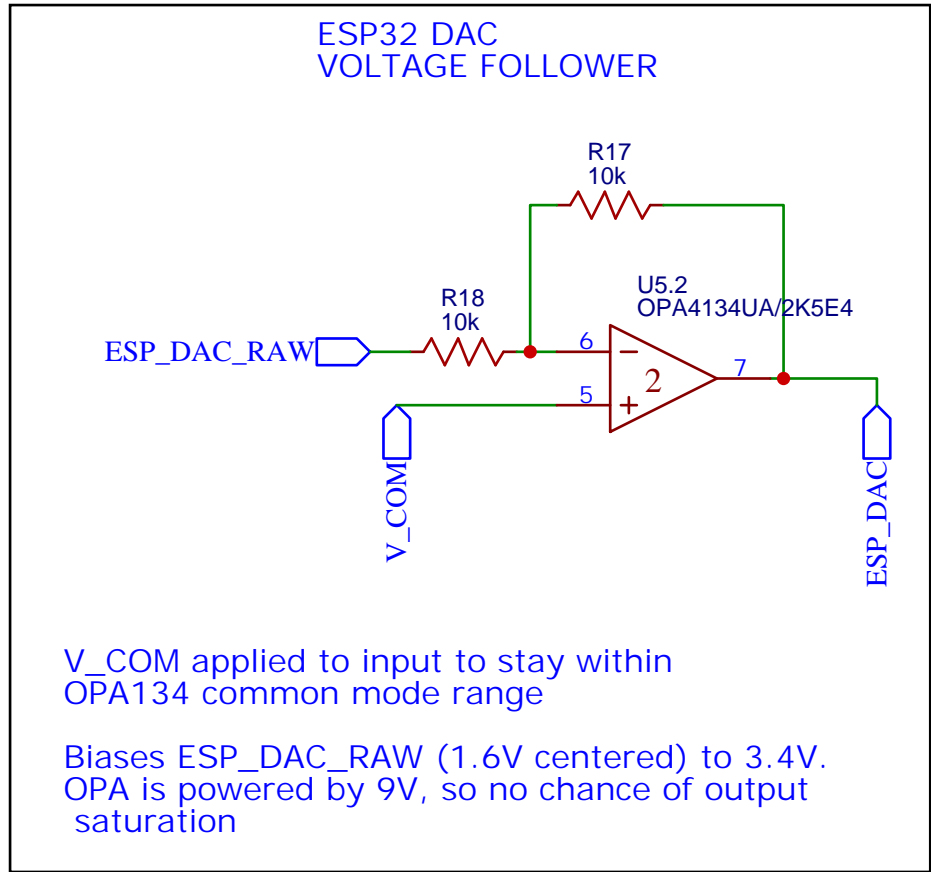 ESP32 DAC
VOLTAGE FOLLOWER
R17
10k
U5.2
OPA4134UA/2K5E4
R18
10k
ESP_DAC_RAW
6
2
7
5
V_COM
ESP_DAC
V_COM applied to input to stay within
OPA134 common mode range
Biases ESP_DAC_RAW (1.6V centered) to 3.4V.
OPA is powered by 9V, so no chance of output
saturation